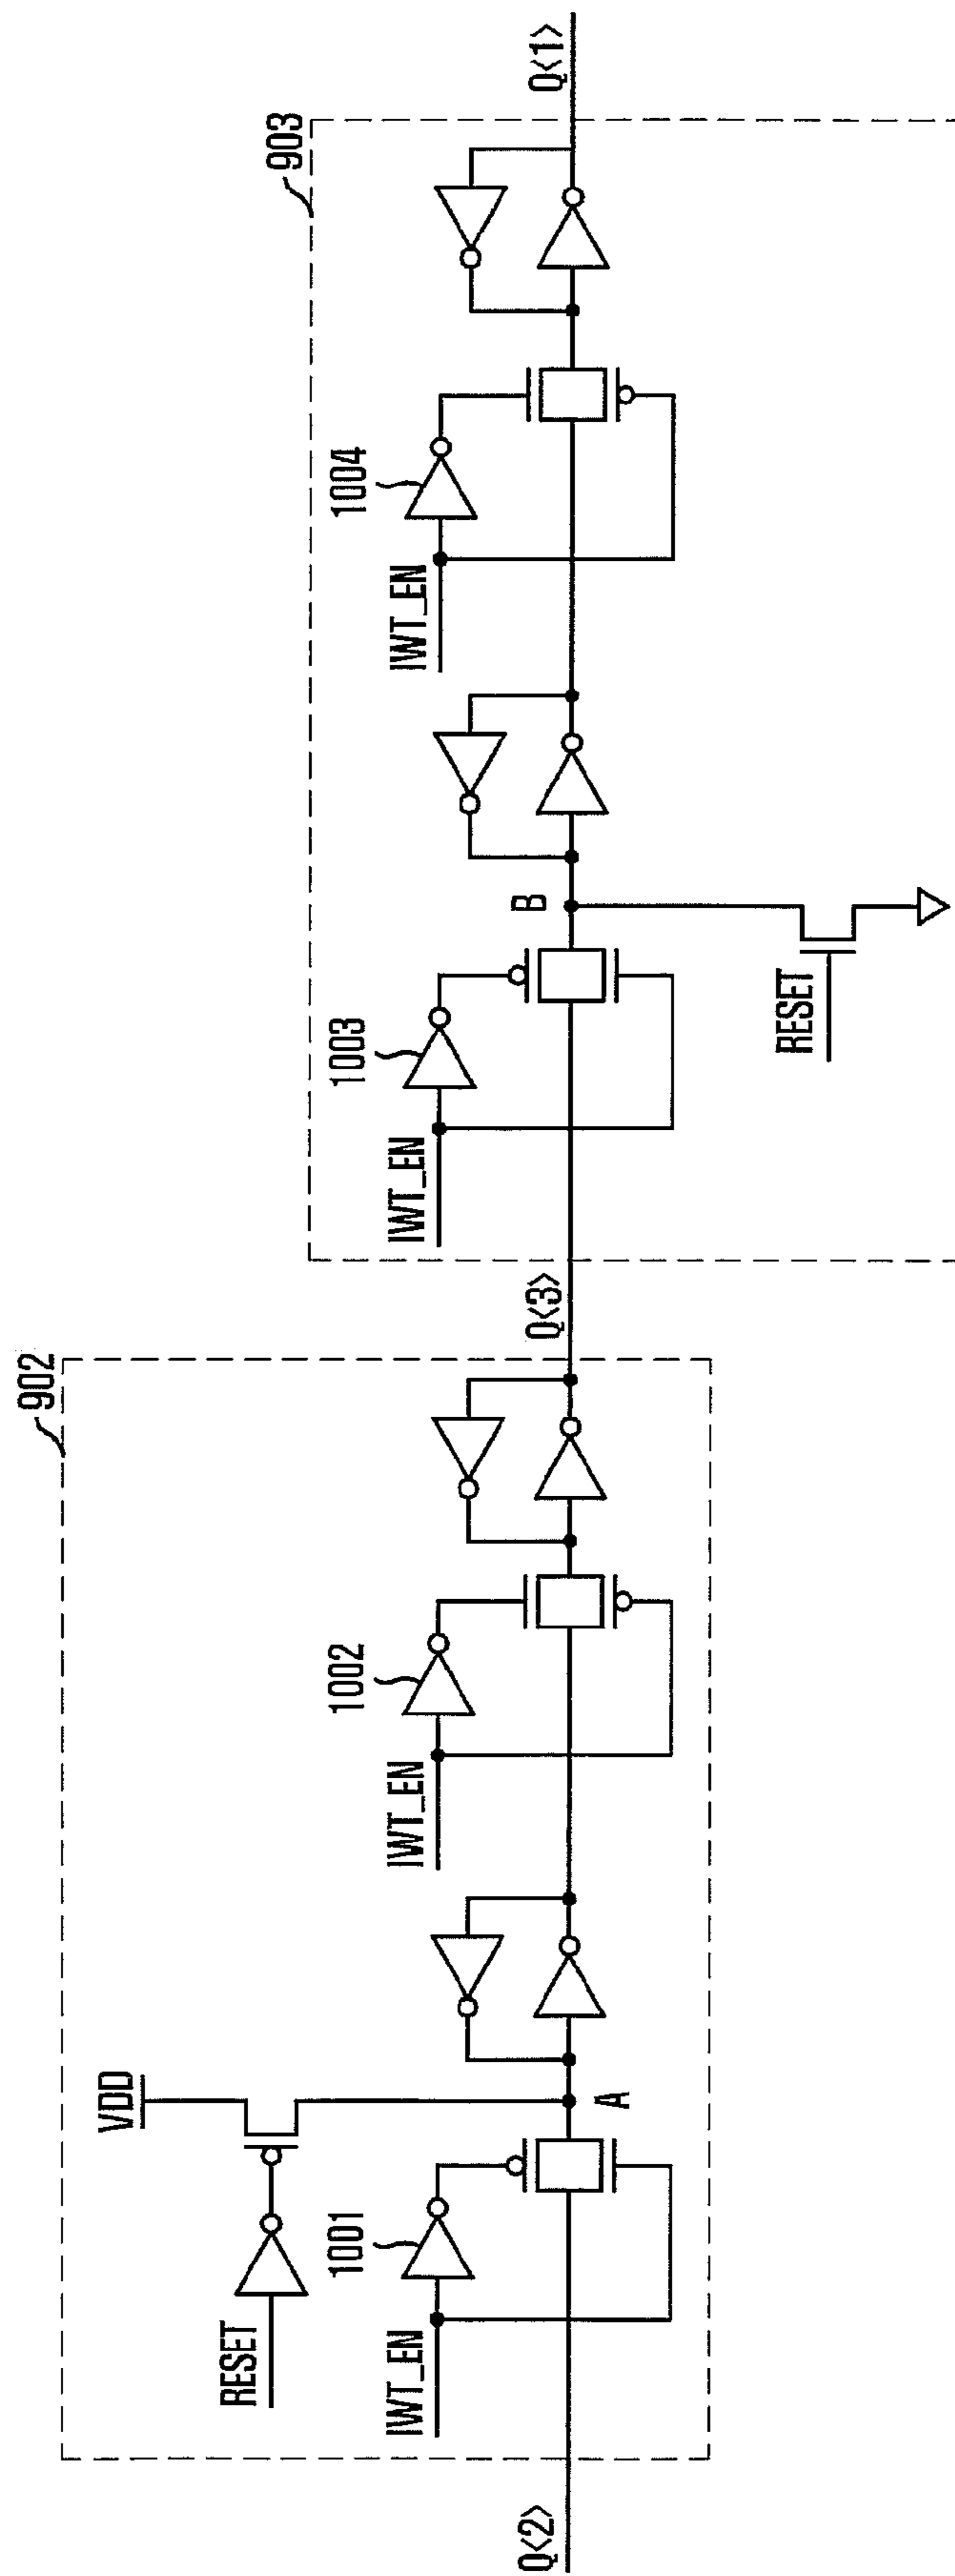 902
VDD
RESET
1001
IWT_EN
Q<2>
A
1002
IWT_EN
Q<3>
903
1003
IWT_EN
B
RESET
1004
IWT_EN
Q<1>